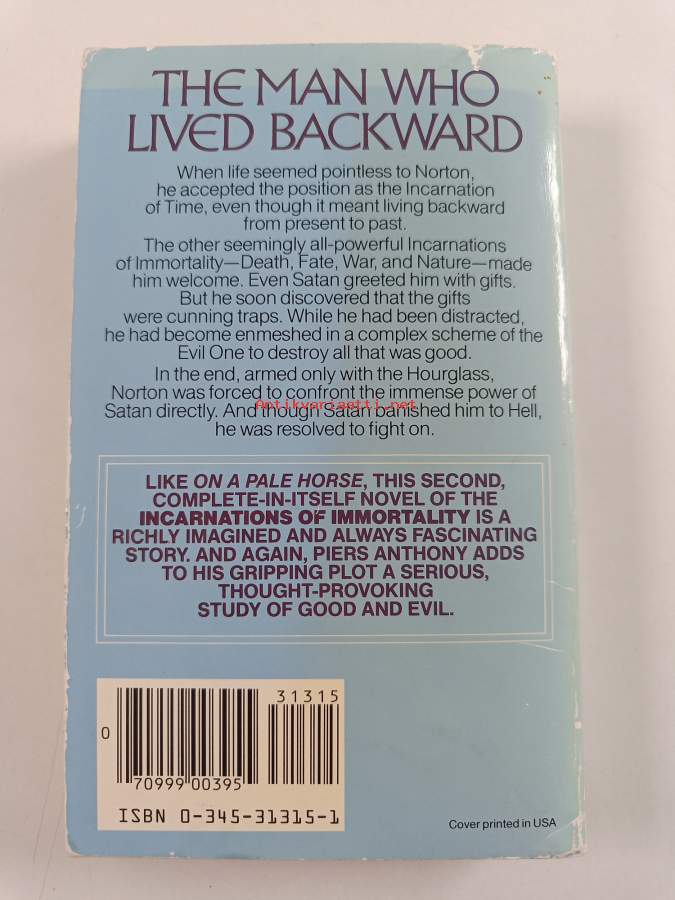 THE MAN WHO
LIVED BACKWARD
When life seemed pointless to Norton,
he accepted the position as the Incarnation
of Time, even though it meant living backward
from present to past.
The other seemingly all-powerful Incarnations
of Immortality—Death, Fate, War, and Nature—made
him welcome. Even Satan greeted him with gifts.
But he soon discovered that the gifts
were cunning traps. While he had been distracted,
he had become enmeshed in a complex scheme of the
Evil One to destroy all that was good.
In the end, armed only with the Hourglass,
Norton was forced to confront the immense power of
Antikvariaatti.net
Satan directly. And though Satan banished him to Hell,
he was resolved to fight on.
LIKE ON A PALE HORSE, THIS SECOND,
COMPLETE-IN-ITSELF NOVEL OF THE
INCARNATIONS OF IMMORTALITY IS A
RICHLY IMAGINED AND ALWAYS FASCINATING
STORY. AND AGAIN, PIERS ANTHONY ADDS
TO HIS GRIPPING PLOT A SERIOUS,
THOUGHT-PROVOKING
STUDY OF GOOD AND EVIL.
31315
0
70999 00395
ISBN 0-345-31315-1
Cover printed in USA